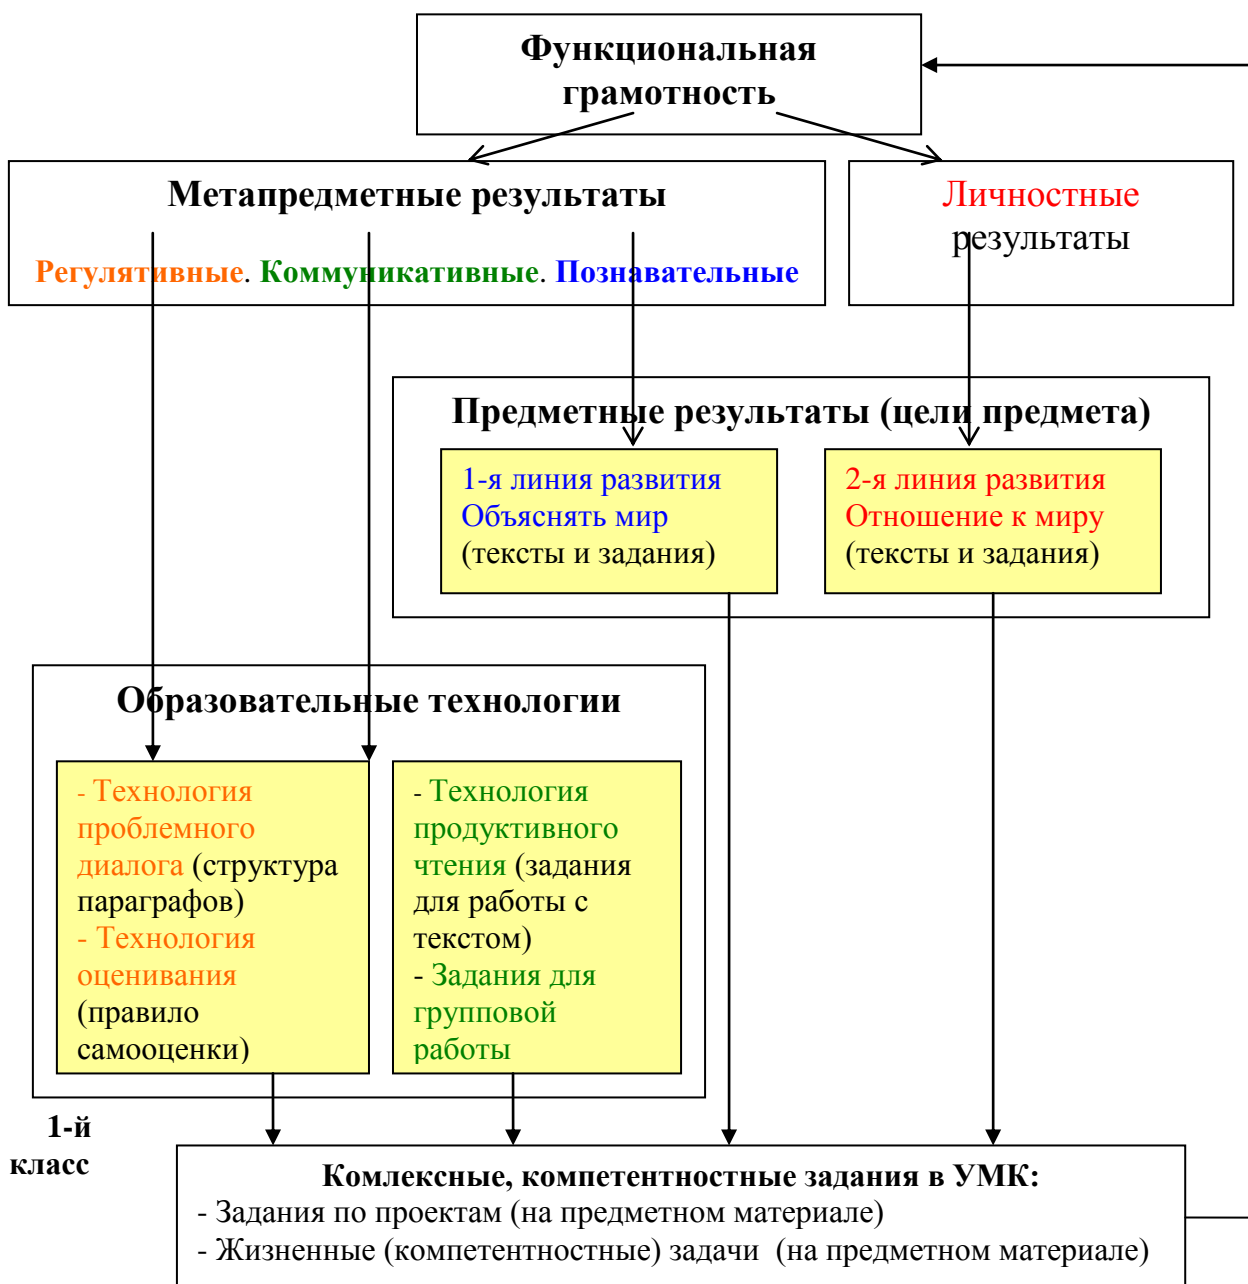 Функциональная
грамотность
Метапредметные результаты
Регулятивные. Коммуникативные. Познавательные
Личностные
результаты
Предметные результаты (цели предмета)
1-я линия развития
Объяснять мир
(тексты и задания)
2-я линия развития
Отношение к миру
(тексты и задания)
Образовательные технологии
- Технология
проблемного
диалога (структура
параграфов)
- Технология
оценивания
(правило
самооценки)
- Технология
продуктивного
чтения (задания
для работы с
текстом)
- Задания для
групповой
работы
1-й
класс
Комлексные, компетентностные задания в УМК:
- Задания по проектам (на предметном материале)
- Жизненные (компетентностные) задачи (на предметном материале)